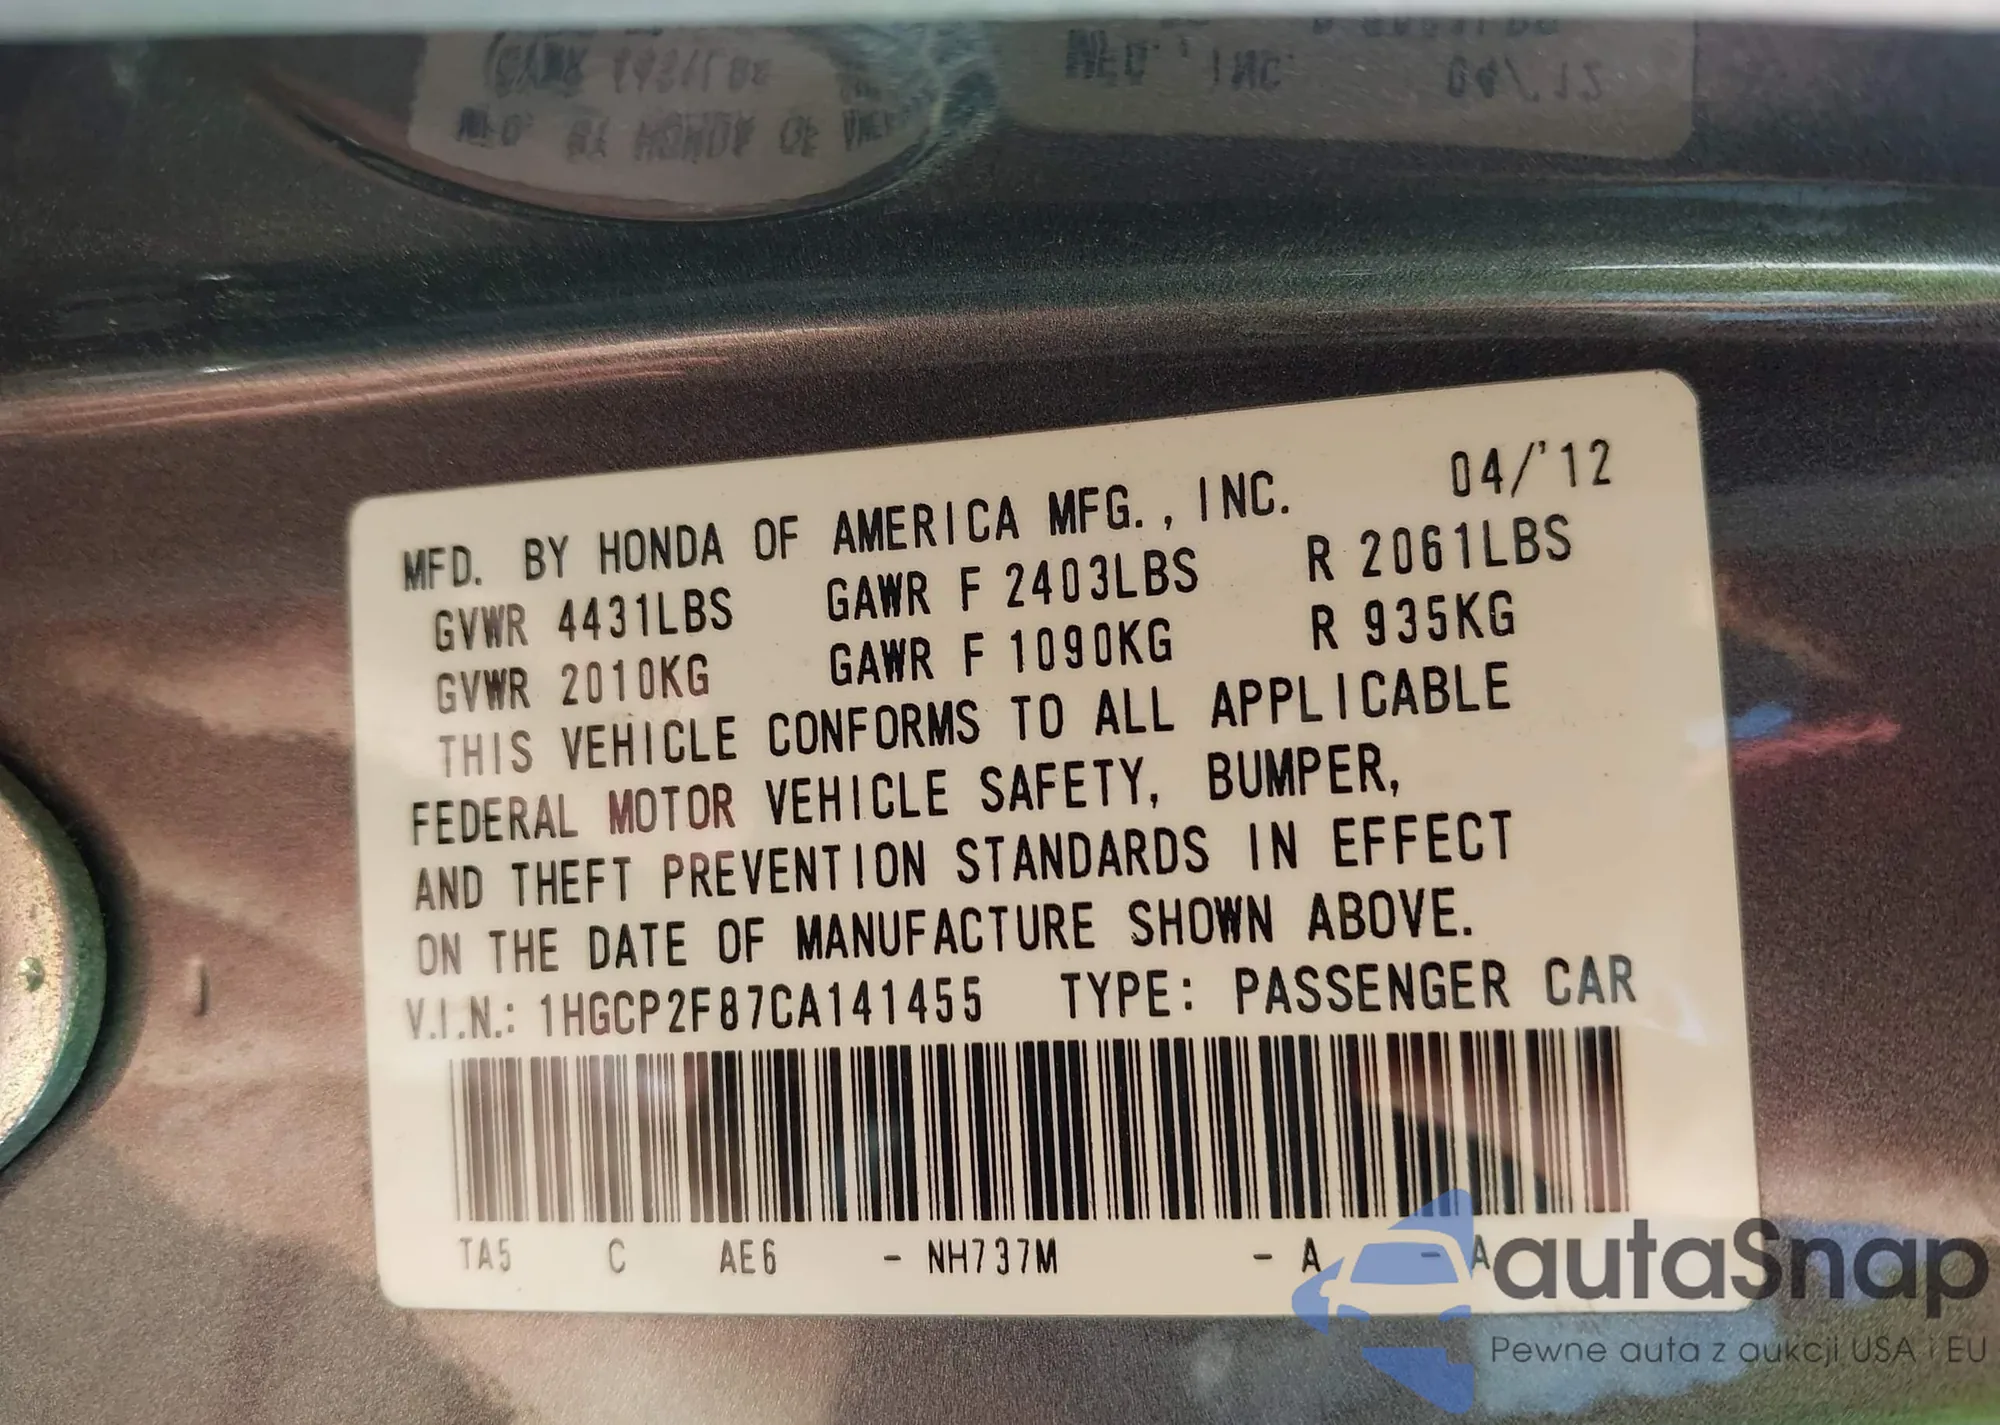 MFD. BY HONDA OF AMERICA MFG., INC. 04/'12
GVWR 4431LBS GAWR F 2403LBS R 2061LBS
GVWR 2010KG GAWR F 1090KG R 935KG
THIS VEHICLE CONFORMS TO ALL APPLICABLE
FEDERAL MOTOR VEHICLE SAFETY, BUMPER,
AND THEFT PREVENTION STANDARDS IN EFFECT
ON THE DATE OF MANUFACTURE SHOWN ABOVE.
V.I.N.: 1HGCP2F87CA141455 TYPE: PASSENGER CAR
TA5 C AE6 - NH737M - A - A
autaSnap
Pewne auta z aukcji USA i EU